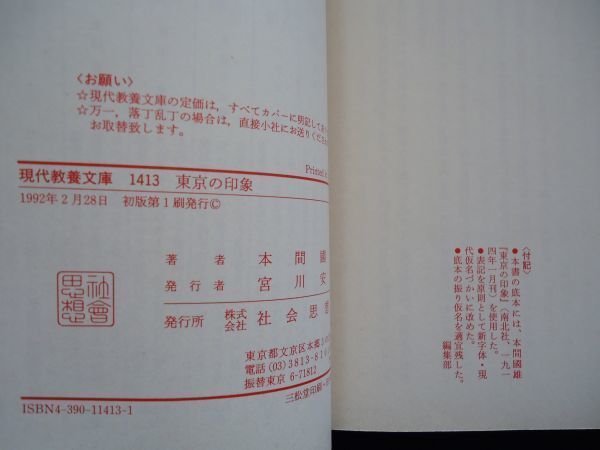 〈お願い〉
☆現代教養文庫の定価は，すべてカバーに明記してあり
☆万一，落丁乱丁の場合は，直接小社にお送りくださ
お取替致します。
Printed
現代教養文庫 1413 東京の印象
1992年2月28日 初版第1刷発行©
著者 本間國
発行者 宮川安
発行所 株式会社 社会思
東京都文京区本郷
電話(03)3813-810
振替東京6-71812
三松堂印刷
ISBN4-390-11413-1
社會
思想
〈付記〉
●本書の底本には、本間國雄
『東京の印象』(南北社、一九一
四年一月刊)を使用した。
●表記を原則として新字体・現
代仮名づかいに改めた。
●底本の振り仮名を適宜残した。
編集部